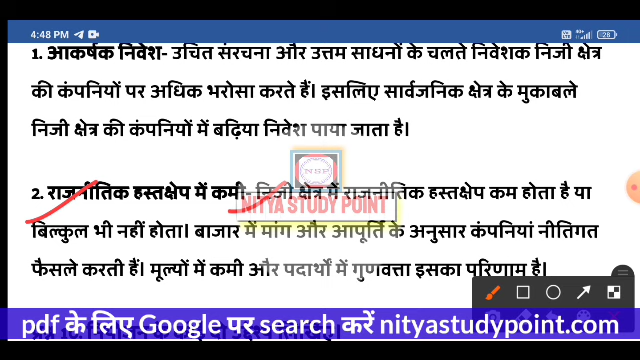 4:48 PM
28
1. आकर्षक निवेश- उचित संरचना और उत्तम साधनों के चलते निवेशक निजी क्षेत्र
की कंपनियों पर अधिक भरोसा करते हैं। इसलिए सार्वजनिक क्षेत्र के मुकाबले
निजी क्षेत्र की कंपनियों में बढ़िया निवेश पाया जाता है।
NSP
2. राजनीतिक हस्तक्षेप में कमी- निजी क्षेत्र में राजनीतिक हस्तक्षेप कम होता है या
NITYA STUDY POINT
बिल्कुल भी नहीं होता। बाजार में मांग और आपूर्ति के अनुसार कंपनियां नीतिगत
फैसले करती हैं। मूल्यों में कमी और पदार्थों में गुणवत्ता इसका परिणाम है।
pdf के लिए Google पर search करें nityastudypoint.com